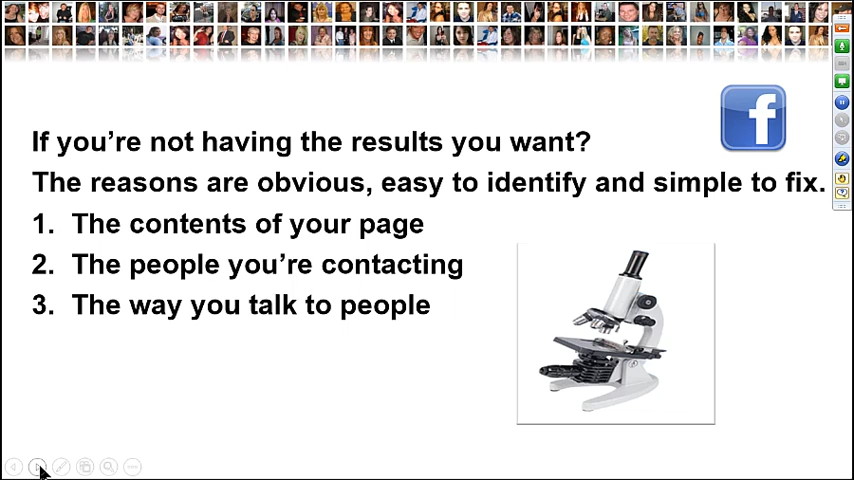 If you’re not having the results you want?
The reasons are obvious, easy to identify and simple to fix.
1. The contents of your page
2. The people you’re contacting
3. The way you talk to people
f